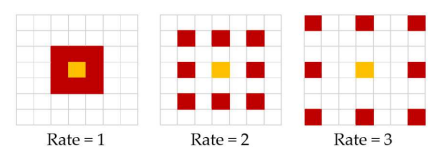 Rate = 1
Rate = 2
Rate = 3